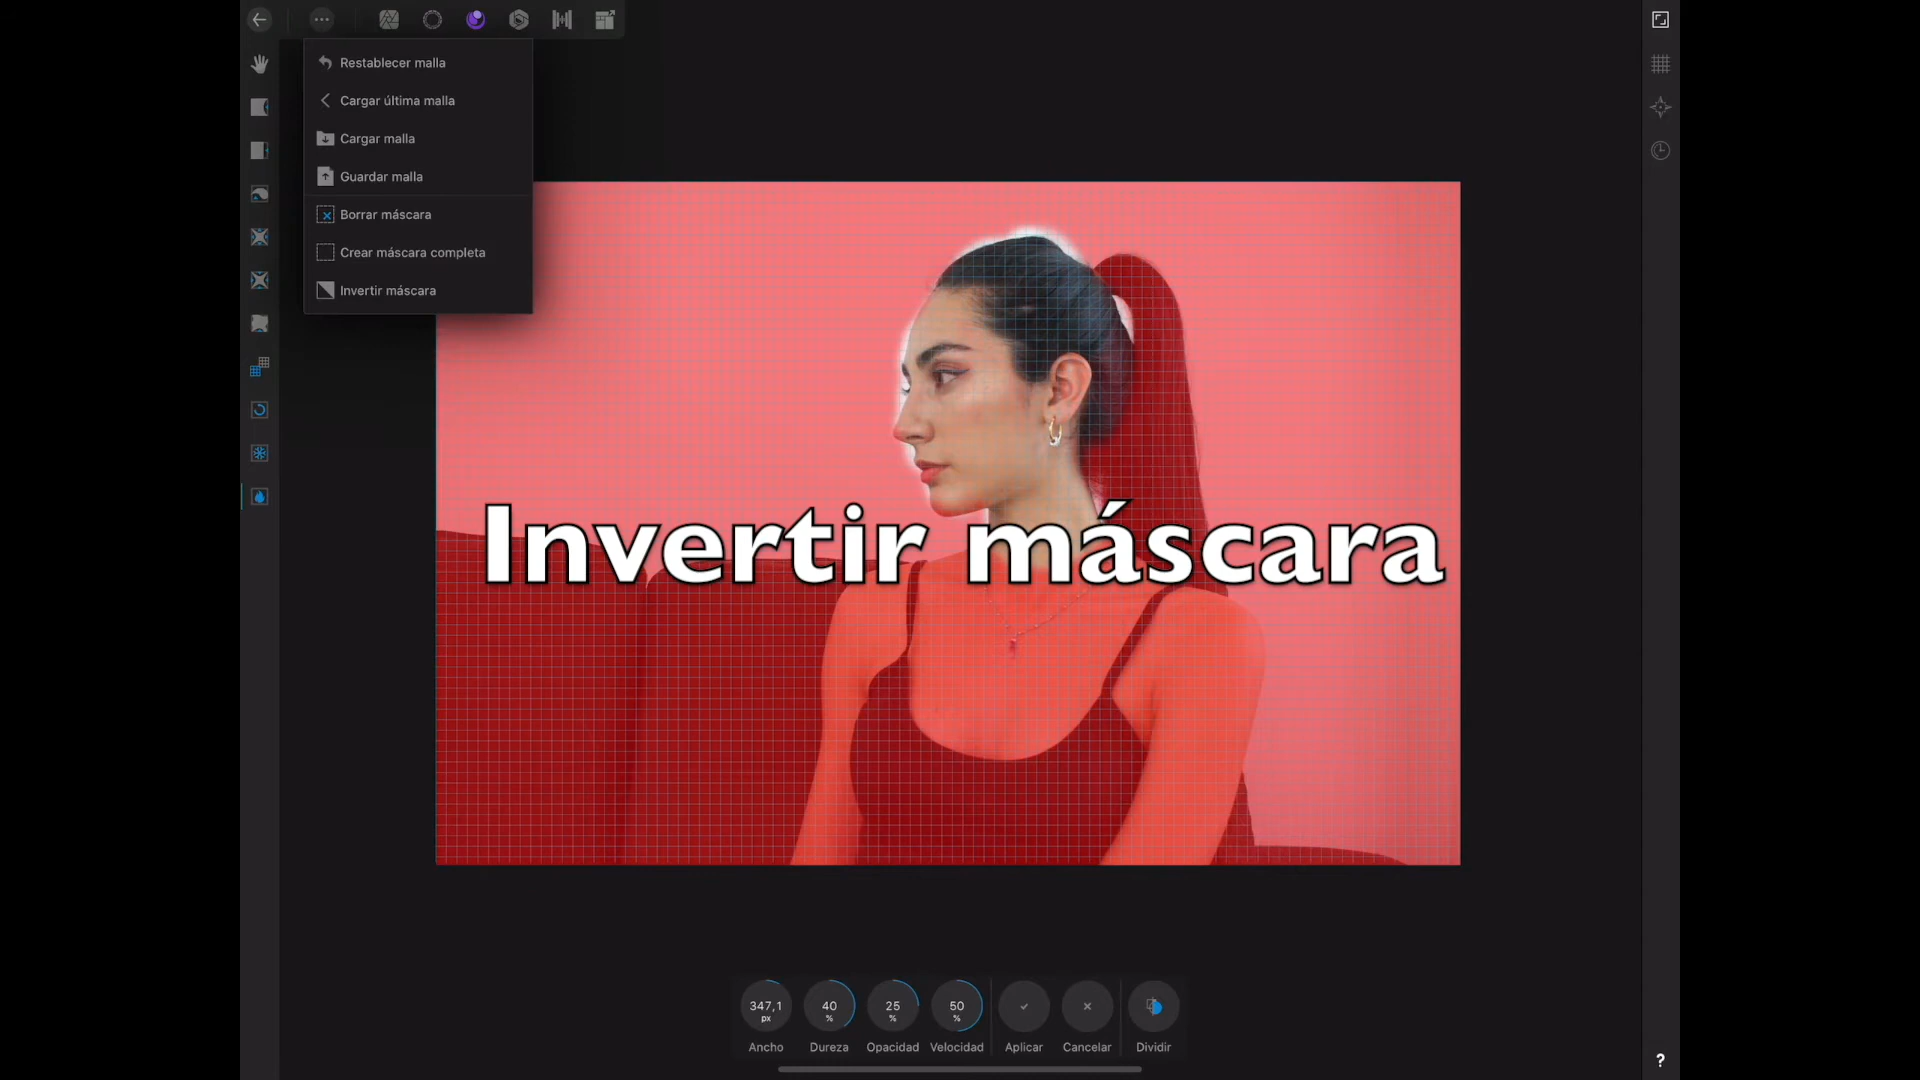 Restablecer malla
Cargar última malla
Cargar malla
Guardar malla
Borrar máscara
Crear máscara completa
Invertir máscara
Invertir máscara
347,1 px
40 %
25 %
50 %
Ancho
Dureza
Opacidad
Velocidad
Aplicar
Cancelar
Dividir
?